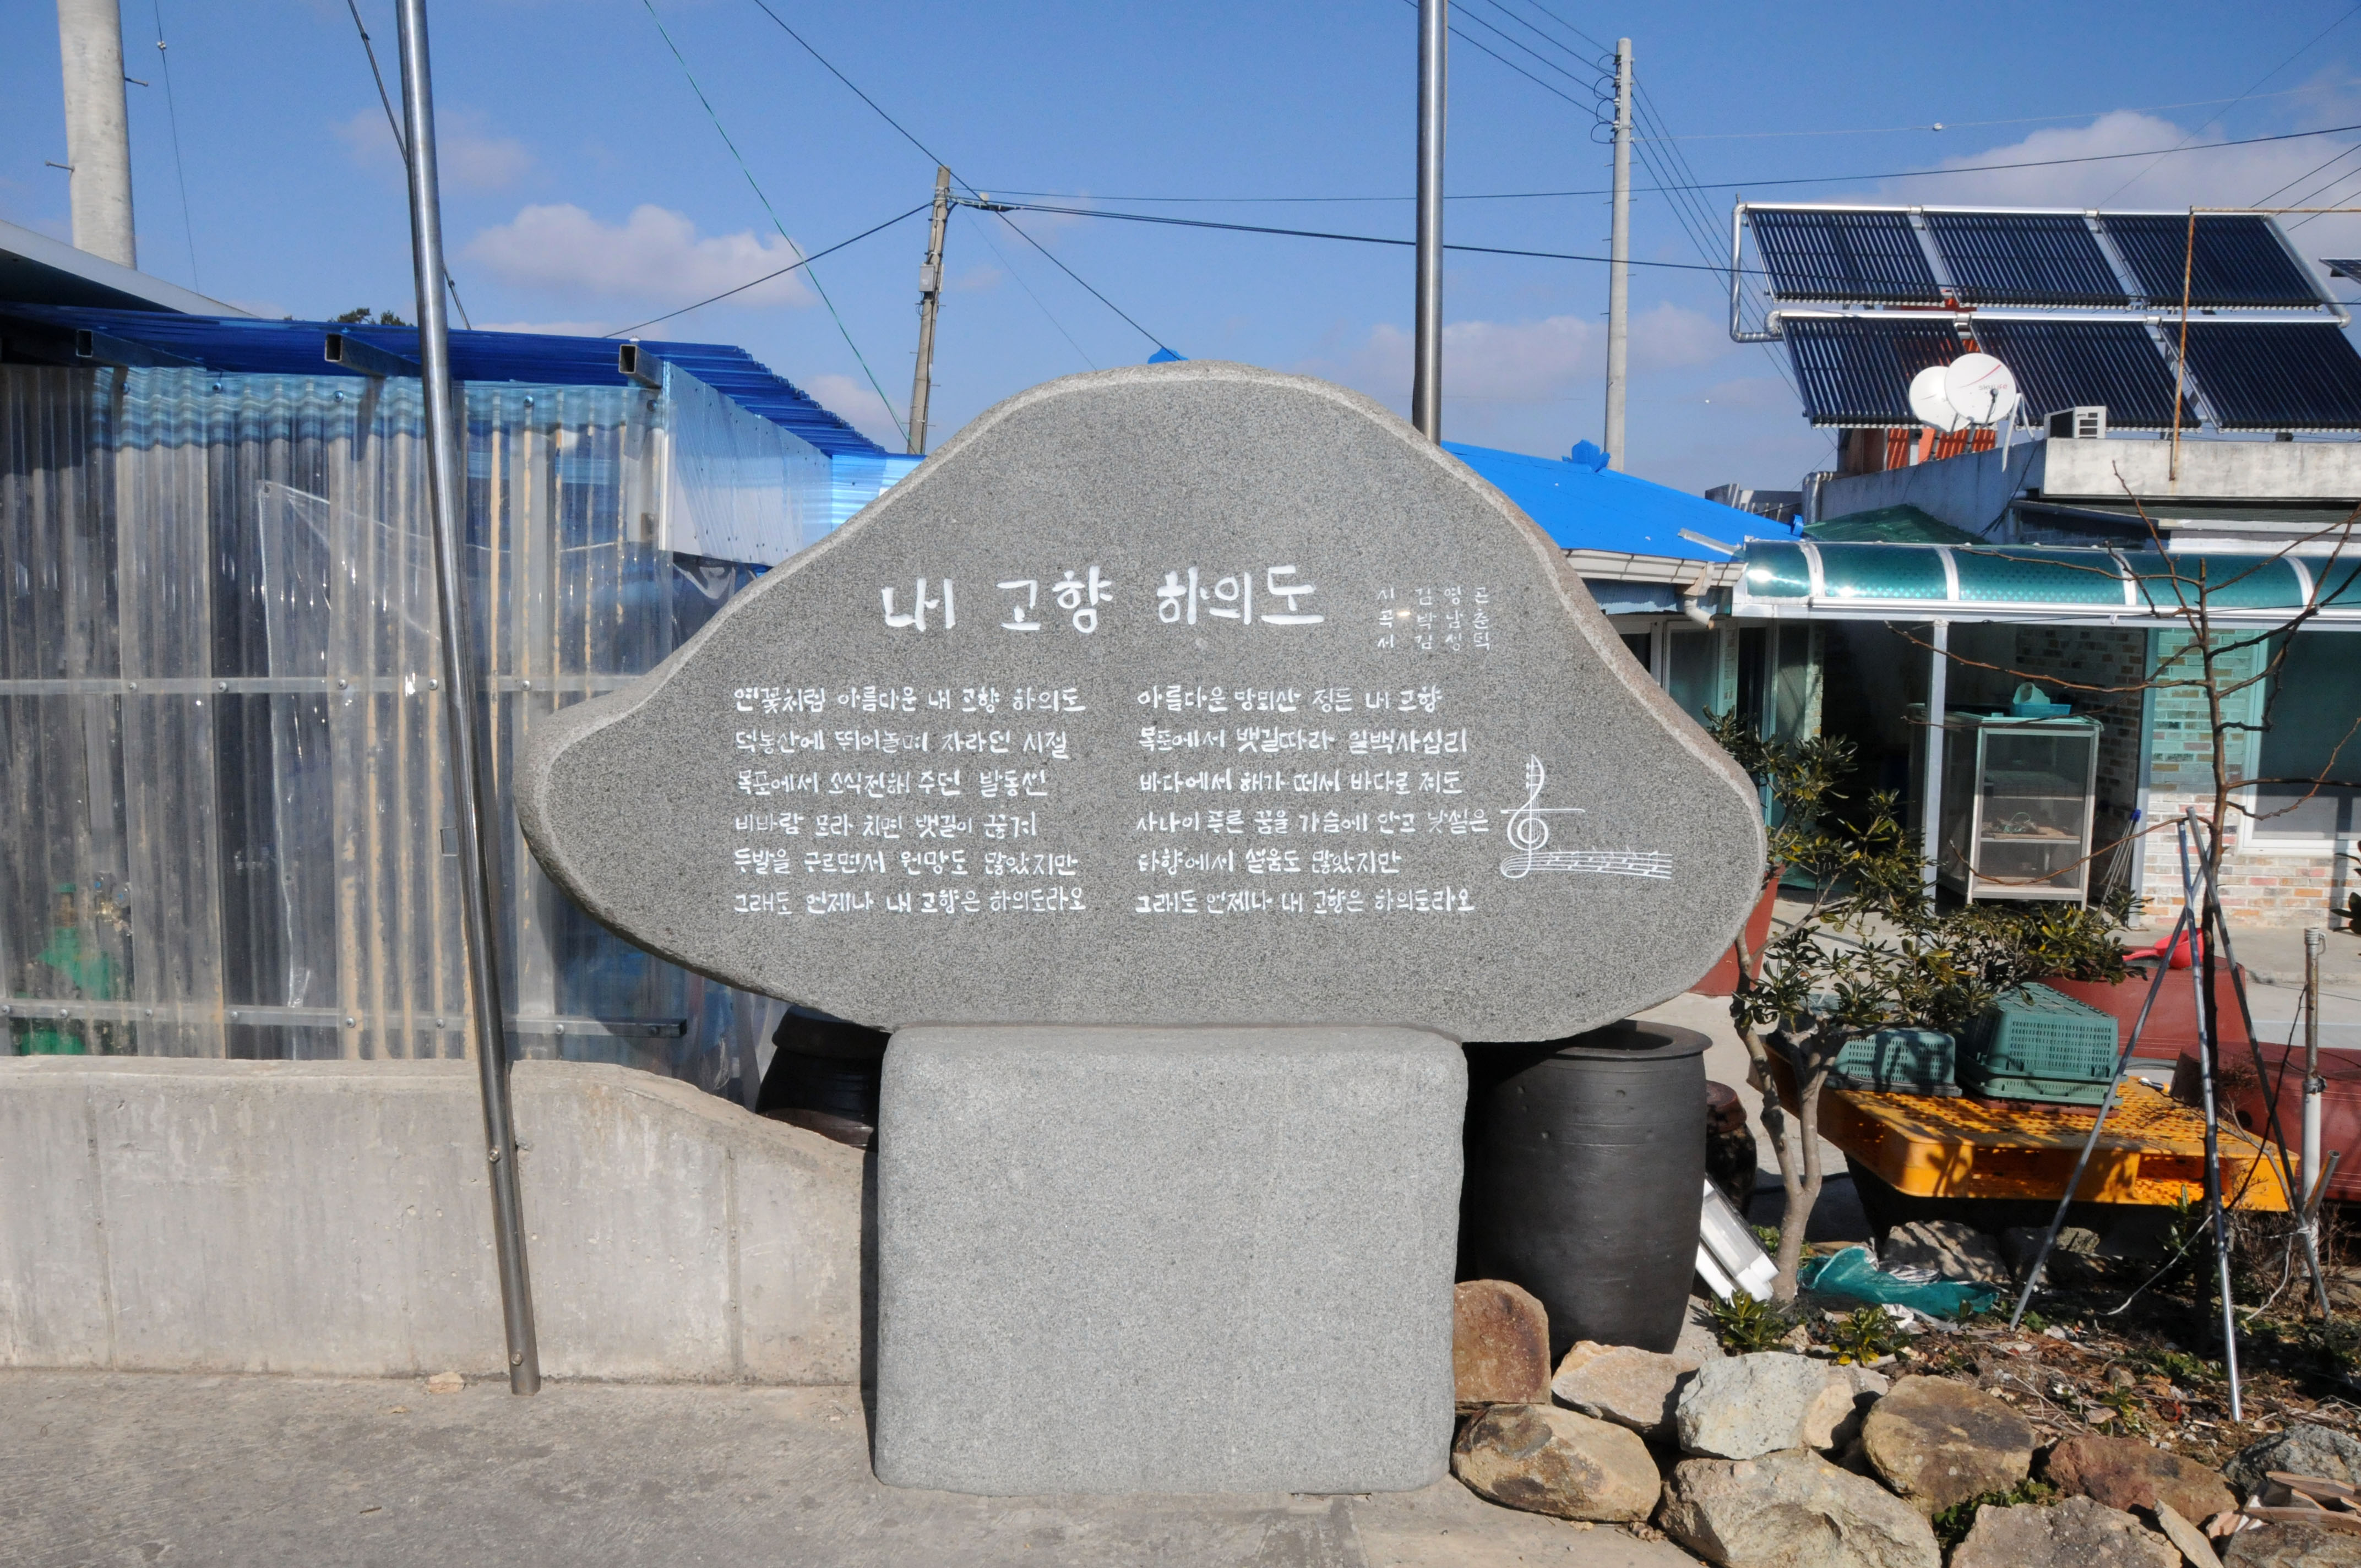 내 고향 하의도
시 김영곤
곡 박남춘
서 김성덕
연꽃처럼 아름다운 내 고향 하의도
덕봉산에 뛰어놀며 자라던 시절
목포에서 소식전해 주던 발동선
비바람 몰라 치면 뱃길이 끊겨
두발을 구르면서 원망도 많았지만
그래도 언제나 내 고향은 하의도라오
아름다운 망뫼산 정든 내 고향
목포에서 뱃길따라 일백사십리
바다에서 해가 떠서 바다로 져도
사나이 푸른 꿈을 가슴에 안고 낯설은
타향에서 설움도 많았지만
그래도 언제나 내 고향은 하의도라오